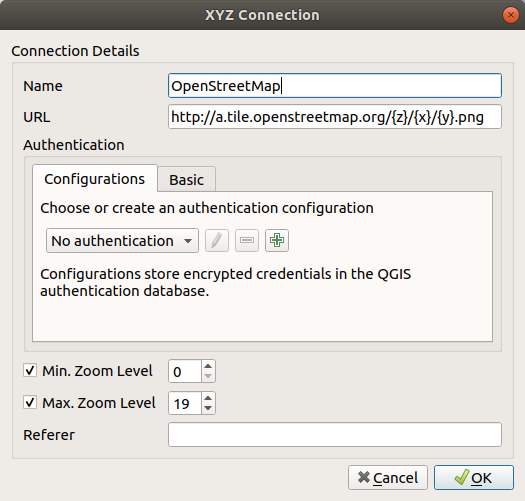 XYZ Connection
Connection Details
Name OpenStreetMap
URL http://a.tile.openstreetmap.org/{z}/{x}/{y}.png
Authentication
Configurations Basic
Choose or create an authentication configuration
No authentication
Configurations store encrypted credentials in the QGIS
authentication database.
Min. Zoom Level 0
Max. Zoom Level 19
Referer
Cancel OK